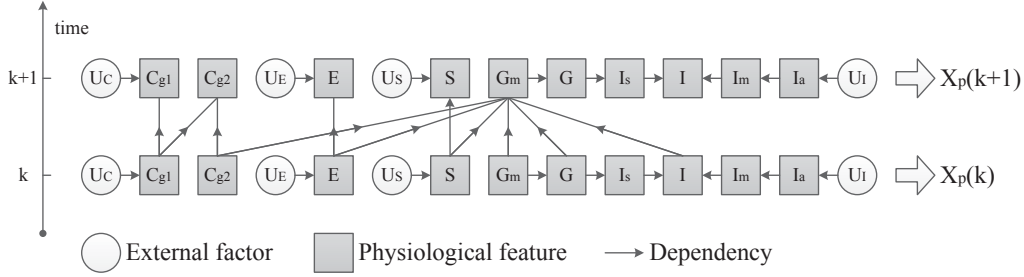 time
k+1 UC Cg1 Cg2 UE E US S Gm G Is I Im Ia UI Xp(k+1)
k UC Cg1 Cg2 UE E US S Gm G Is I Im Ia UI Xp(k)
External factor Physiological feature Dependency